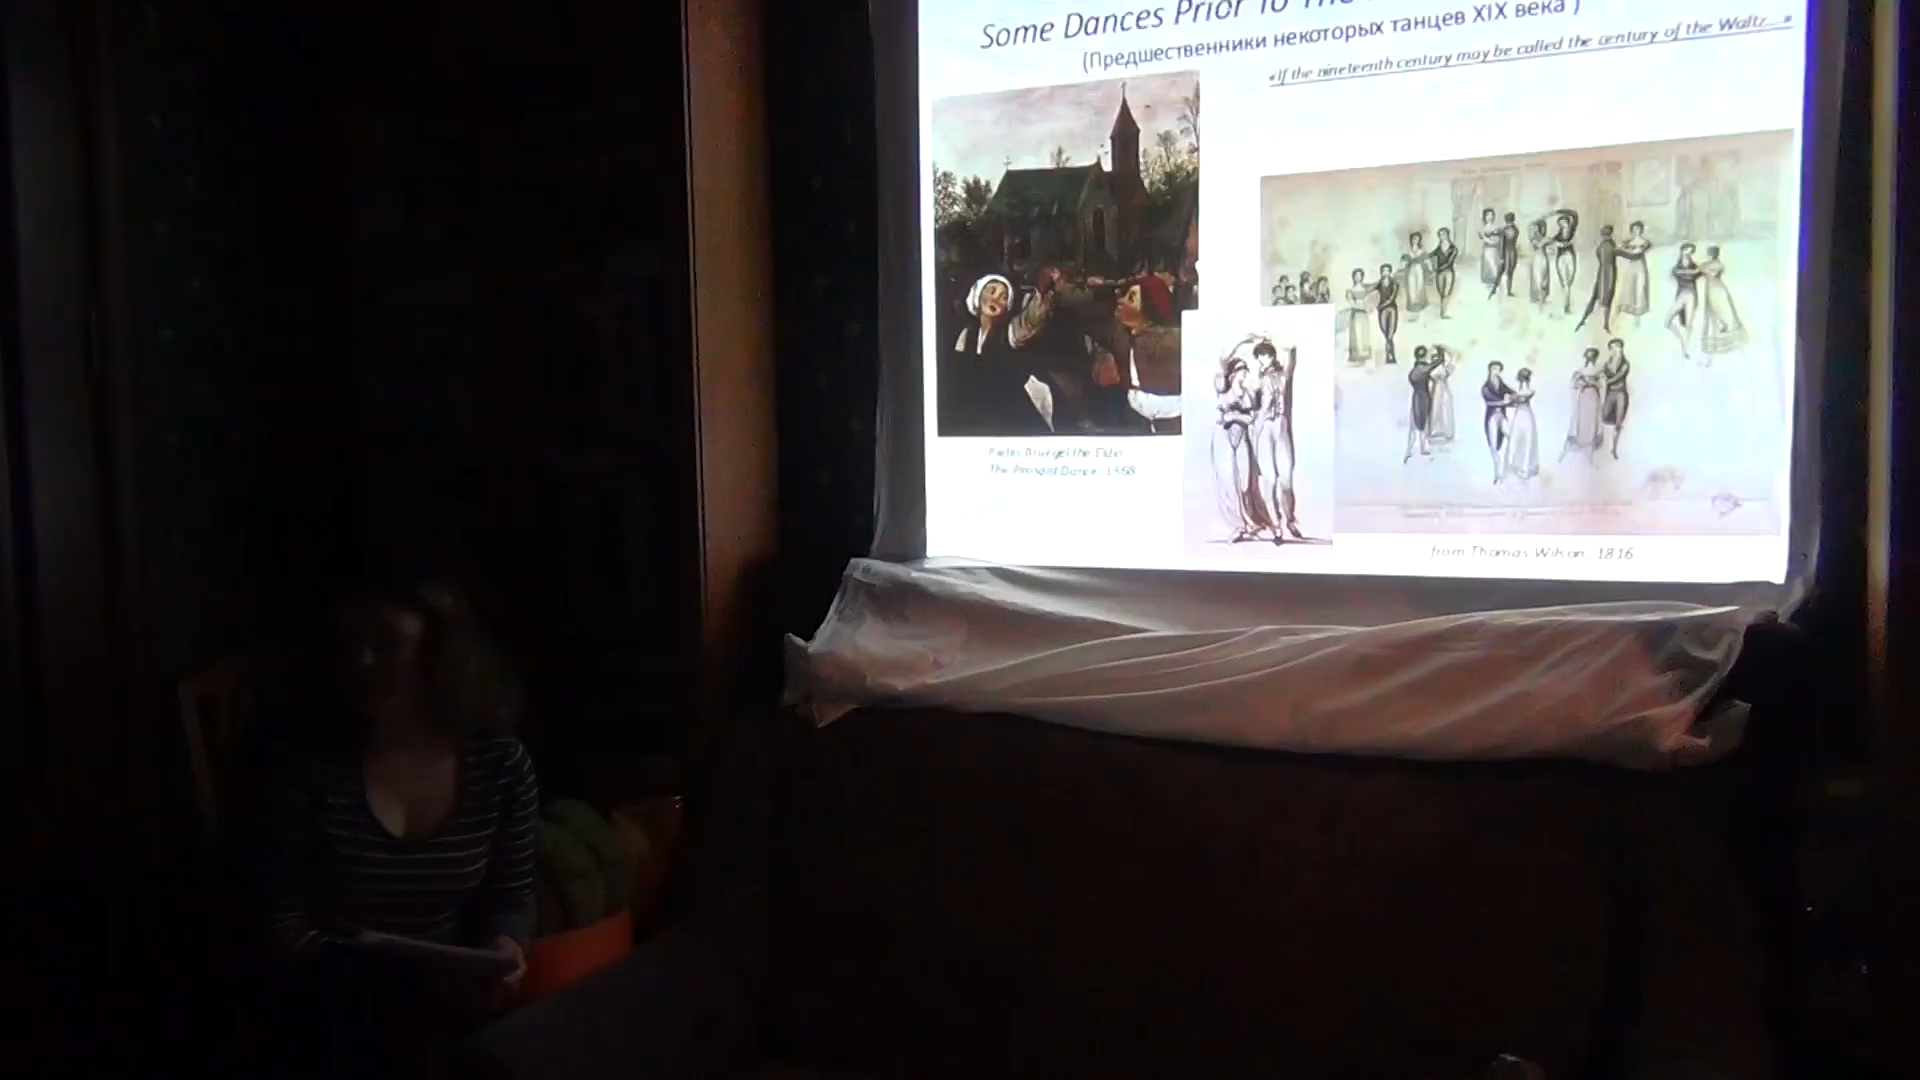 Some Dances Prior To The
(Предшественники некоторых танцев XIX века )
«If the nineteenth century may be called the century of the Waltz...»
Pieter Bruegel the Elder
The Peasant Dance, 1568
from Thomas Wilson, 1816